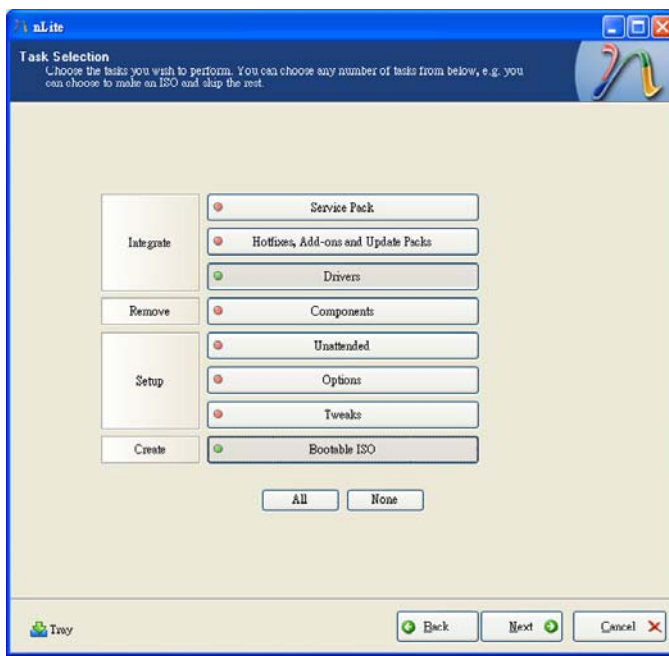 nLite
Task Selection
Choose the tasks you wish to perform. You can choose any number of tasks from below, e.g. you
can choose to make an ISO and skip the rest.
Integrate
Service Pack
Hotfixes, Add-ons and Update Packs
Drivers
Remove
Components
Setup
Unattended
Options
Tweaks
Create
Bootable ISO
All
None
Tray
Back
Next
Cancel